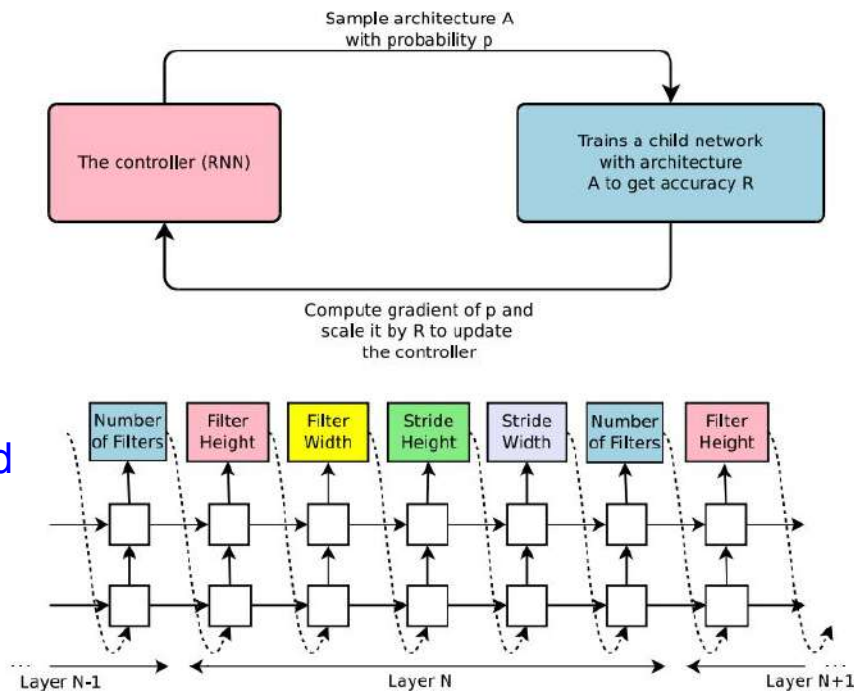 Sample architecture A
with probability p
The controller (RNN)
Trains a child network
with architecture
A to get accuracy R
Compute gradient of p and
scale it by R to update
the controller
Number
of Filters
Filter
Height
Filter
Width
Stride
Height
Stride
Width
Number
of Filters
Filter
Height
d
... Layer N-1
Layer N
Layer N+1 ...